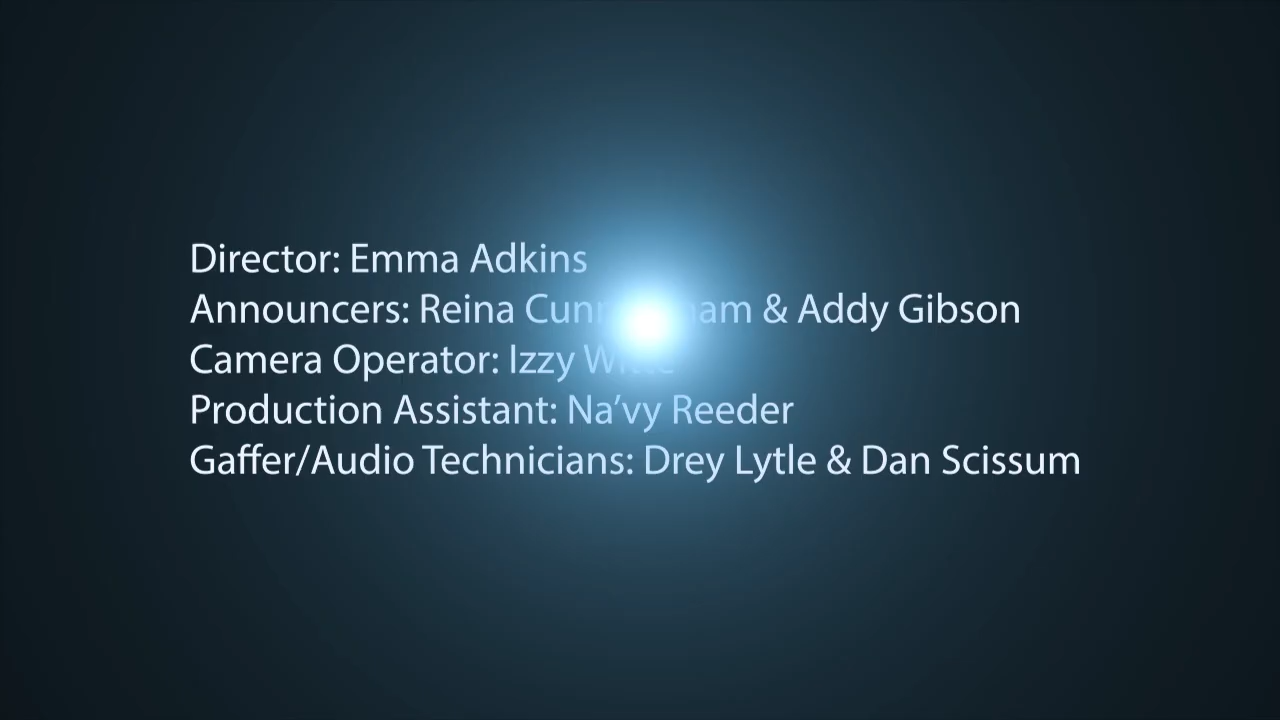 Director: Emma Adkins
Announcers: Reina & Addy Gibson
Camera Operator: Izzy
Production Assistant: Na’vy Reeder
Gaffer/Audio Technicians: Drey Lytle & Dan Scissum